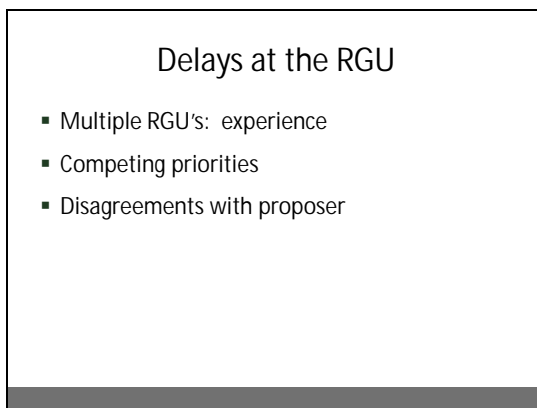 Delays at the RGU
▪ Multiple RGU's: experience
▪ Competing priorities
▪ Disagreements with proposer